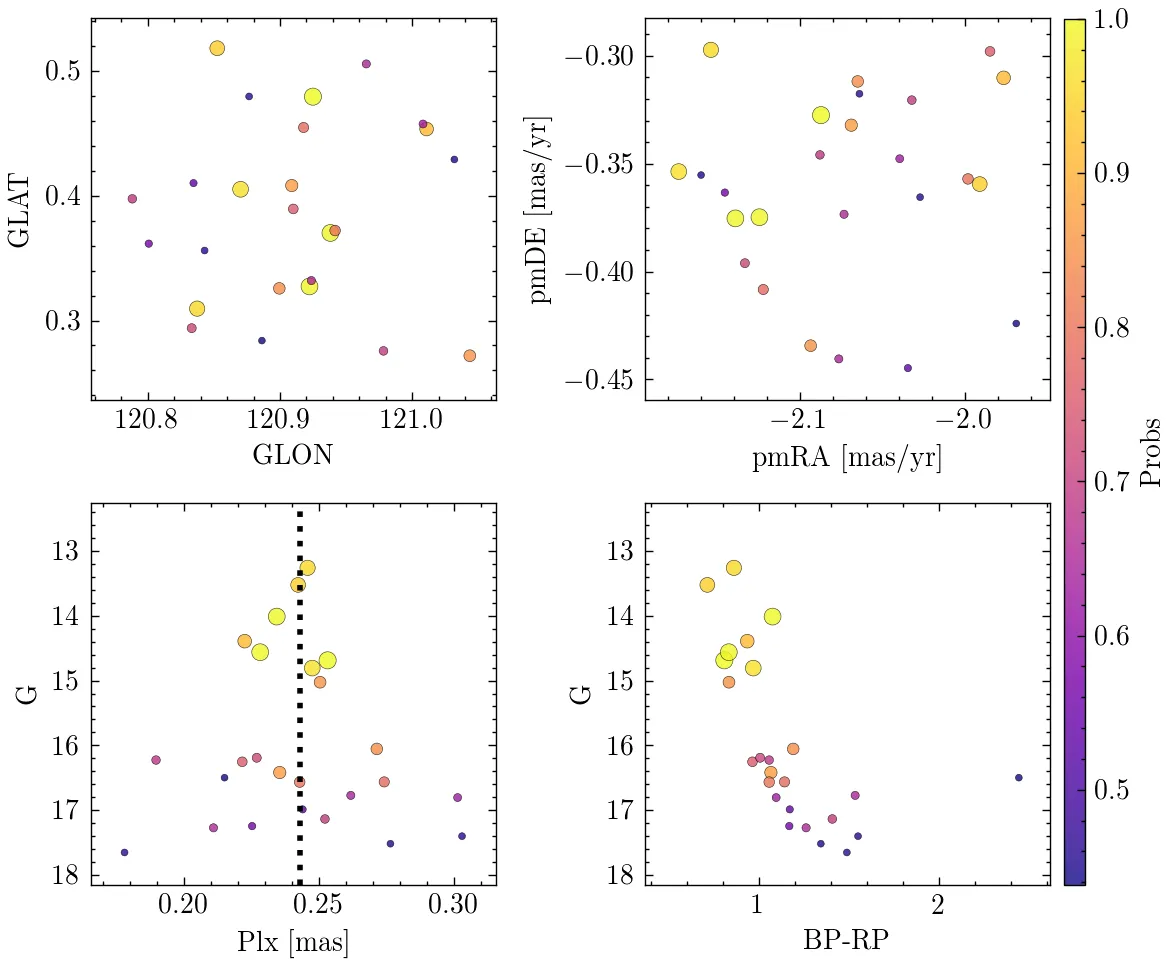 GLAT
0.5
0.4
0.3
120.8 120.9 121.0
GLON
pmDE [mas/yr]
−0.30
−0.35
−0.40
−0.45
−2.1 −2.0
pmRA [mas/yr]
1.0
0.9
0.8
0.7
0.6
0.5
Probs
G
13
14
15
16
17
18
0.20 0.25 0.30
Plx [mas]
G
13
14
15
16
17
18
1 2
BP-RP